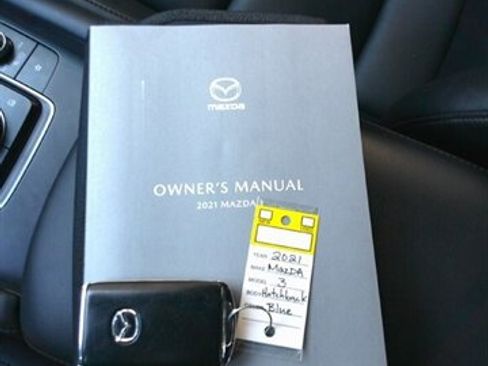 mazda
OWNER'S MANUAL
2021 MAZDA
YEAR 2021
MAKE MAZDA
MODEL 3
BODY Hatchback
Blue